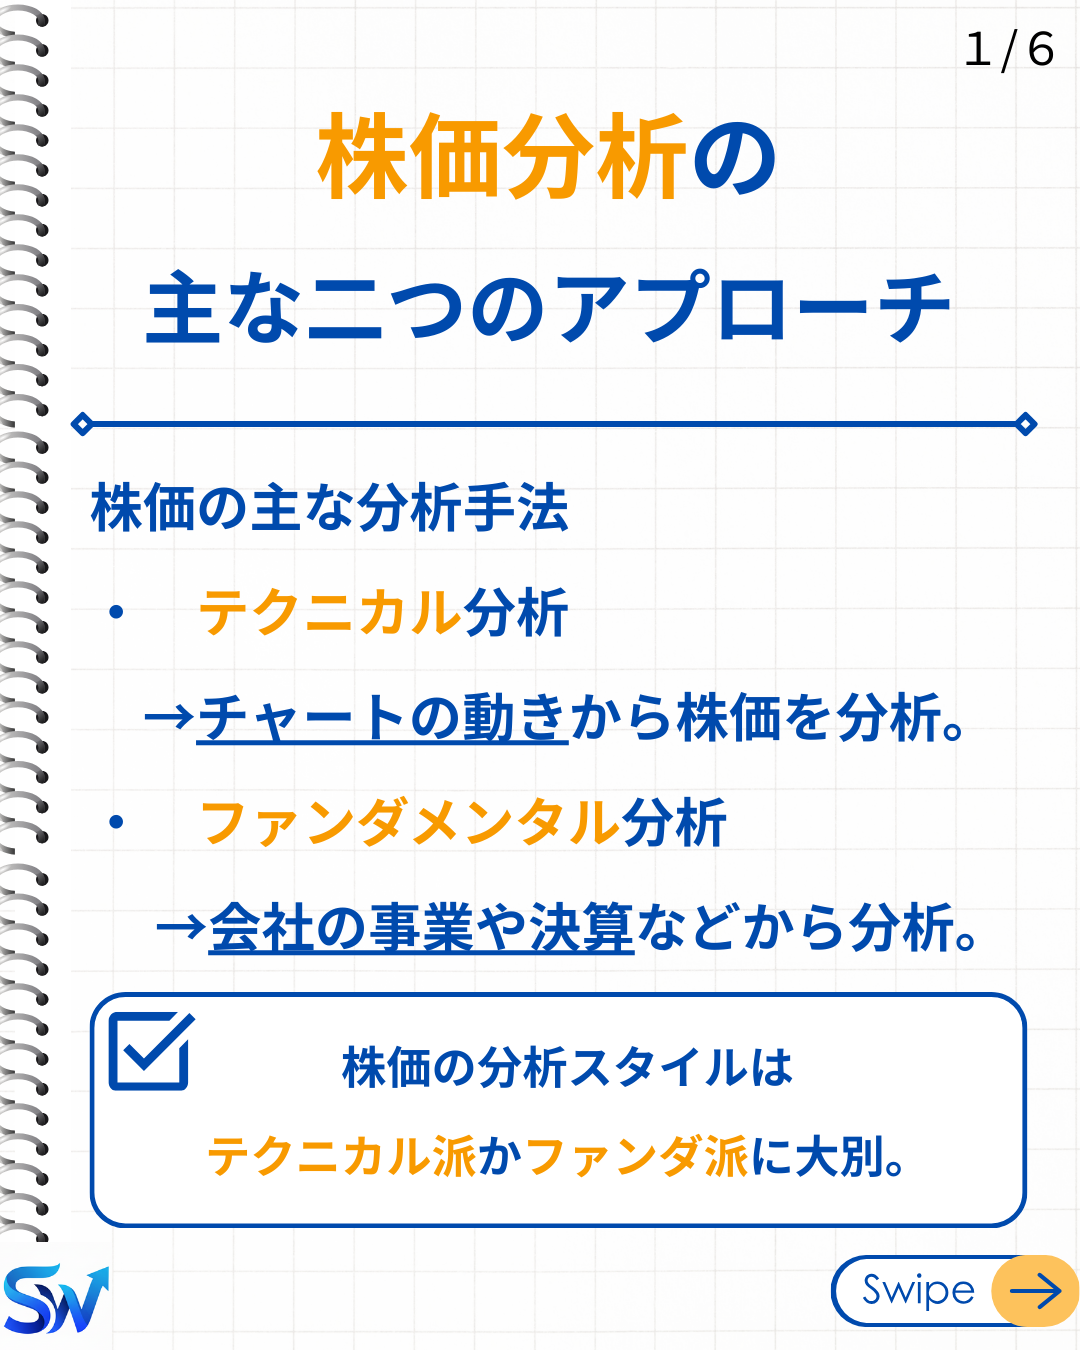 1/6
株価分析の
主な二つのアプローチ
株価の主な分析手法
• テクニカル分析
→チャートの動きから株価を分析。
• ファンダメンタル分析
→会社の事業や決算などから分析。
株価の分析スタイルは
テクニカル派かファンダ派に大別。
SW
Swipe